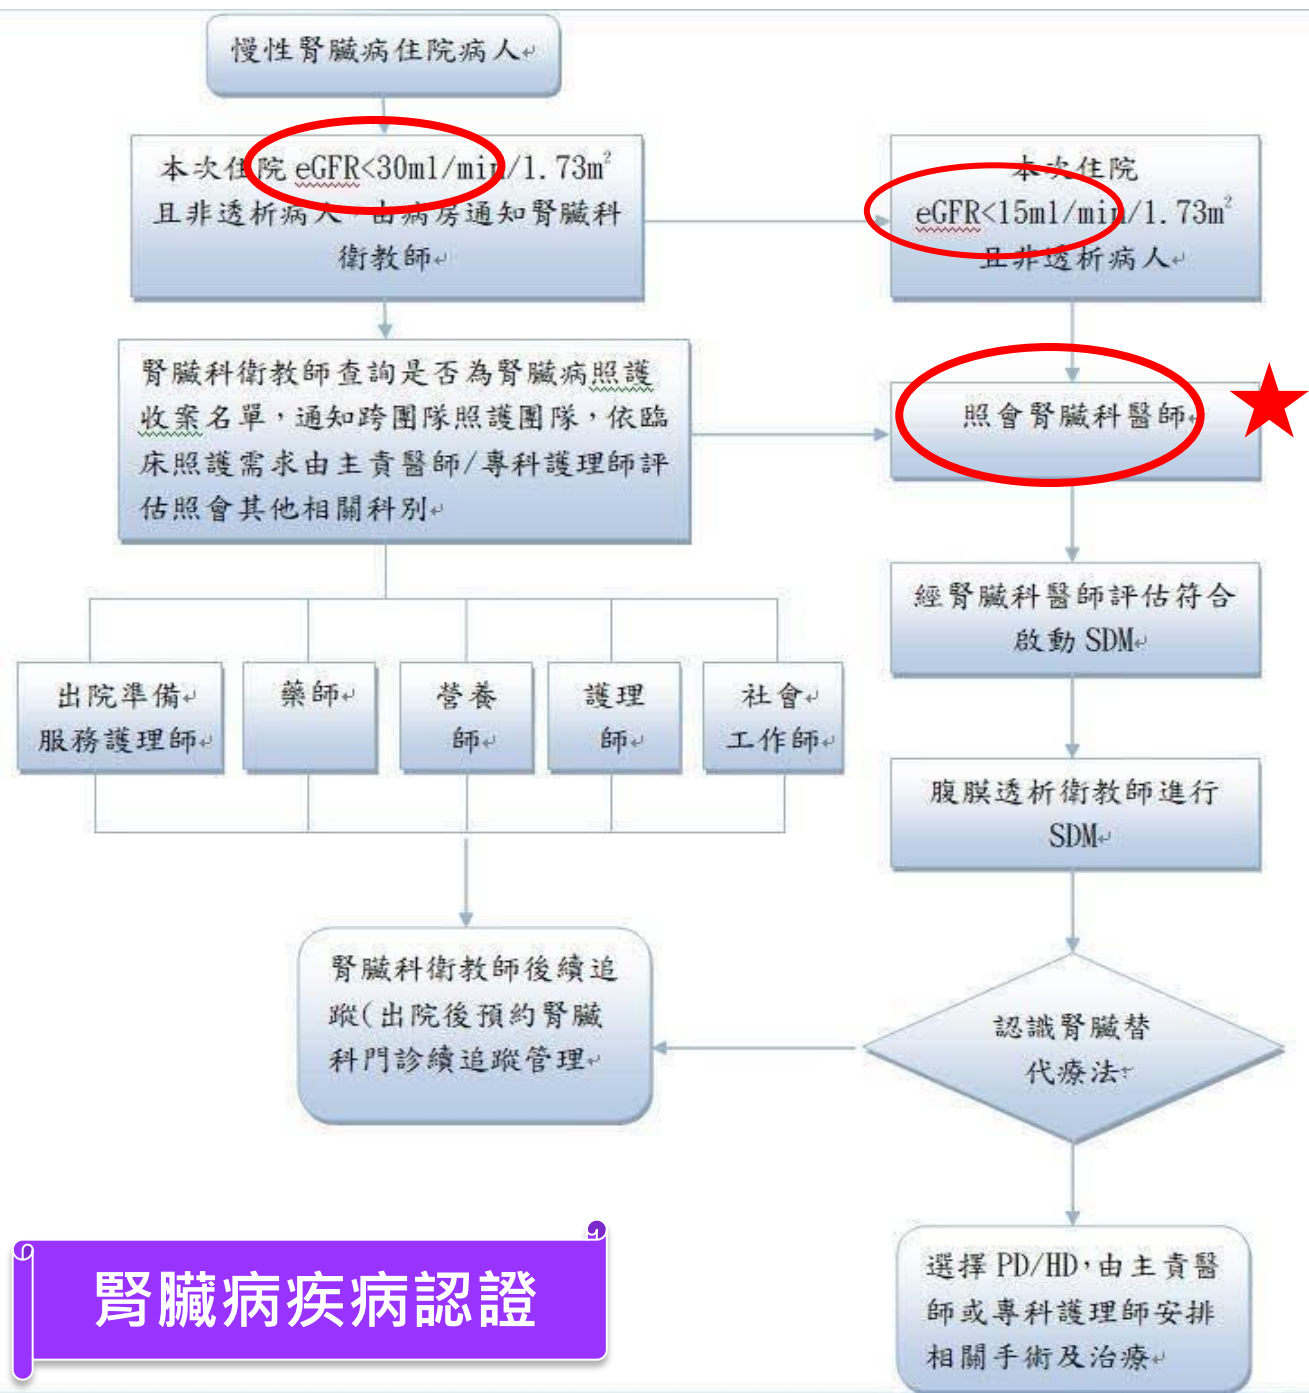 慢性腎臟病住院病人
本次住院 eGFR<30ml/min/1.73m²
且非透析病人，由病房通知腎臟科
衛教師
本次住院
eGFR<15ml/min/1.73m²
且非透析病人
腎臟科衛教師查詢是否為腎臟病照護
收案名單，通知跨團隊照護團隊，依臨
床照護需求由主責醫師/專科護理師評
估照會其他相關科別
照會腎臟科醫師
經腎臟科醫師評估符合
啟動 SDM
出院準備
服務護理師
藥師
營養
師
護理
師
社會
工作師
腹膜透析衛教師進行
SDM
腎臟科衛教師後續追
蹤(出院後預約腎臟
科門診續追蹤管理
認識腎臟替
代療法
選擇 PD/HD，由主責醫
師或專科護理師安排
相關手術及治療
腎臟病疾病認證